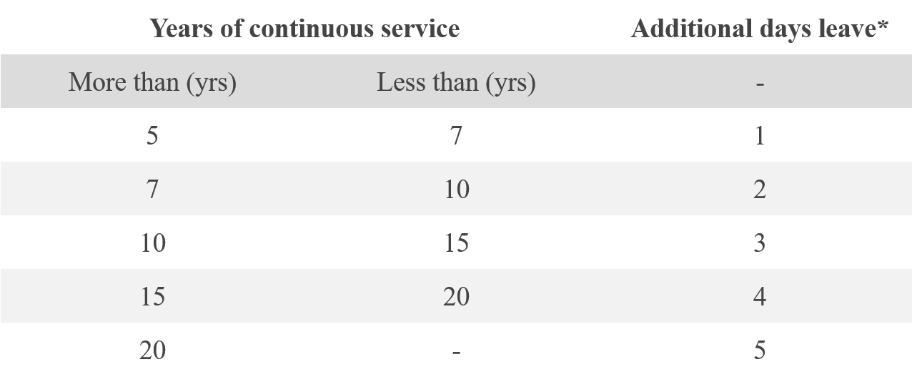 Years of continuous service Additional days leave*
More than (yrs) Less than (yrs) -
5 7 1
7 10 2
10 15 3
15 20 4
20 - 5